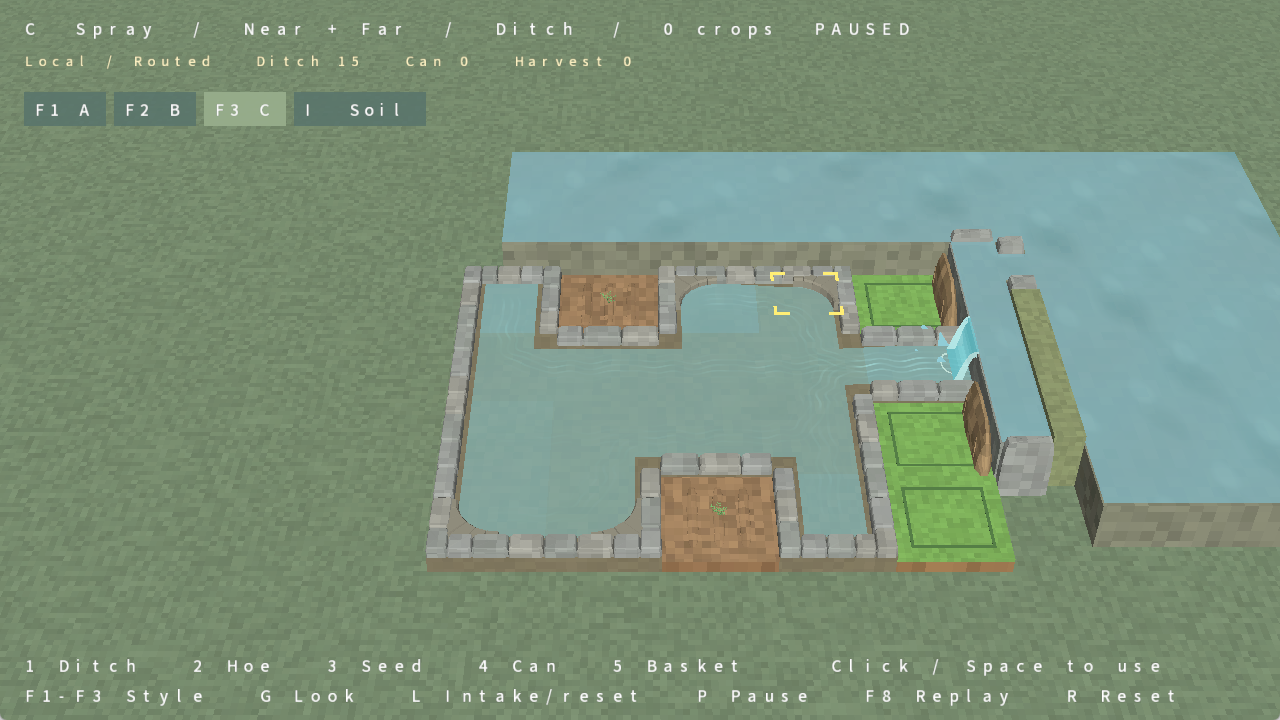 C Spray / Near + Far / Ditch / 0 crops PAUSED
Local / Routed Ditch 15 Can 0 Harvest 0
F1 A F2 B F3 C I Soil
1 Ditch 2 Hoe 3 Seed 4 Can 5 Basket Click / Space to use
F1-F3 Style G Look L Intake/reset P Pause F8 Replay R Reset